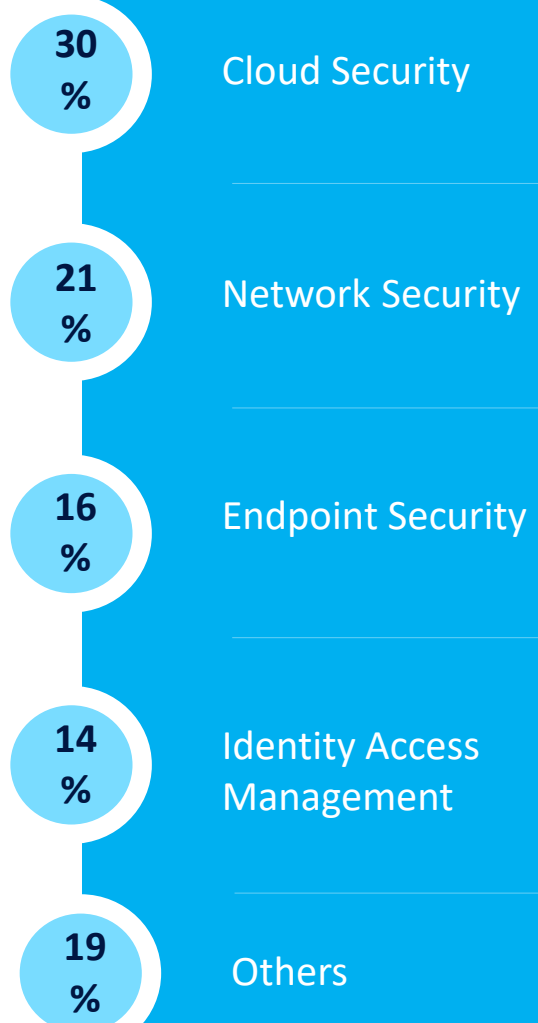 30
%
Cloud Security
21
%
Network Security
16
%
Endpoint Security
14
%
Identity Access
Management
19
%
Others